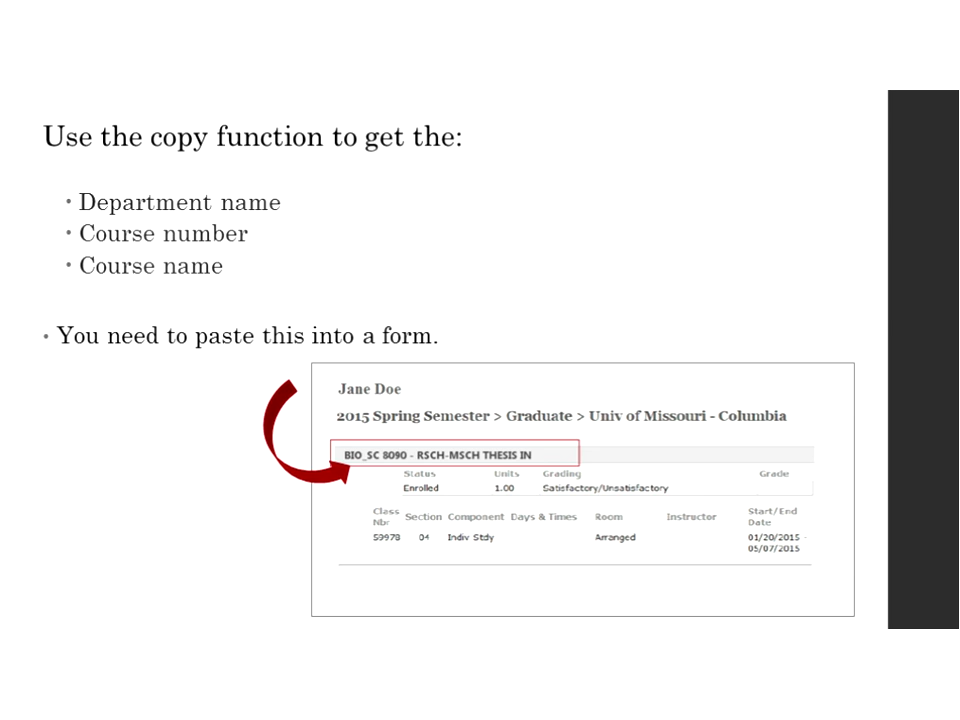 Use the copy function to get the:
• Department name
• Course number
• Course name
• You need to paste this into a form.
Jane Doe
2015 Spring Semester > Graduate > Univ of Missouri - Columbia
BIO_SC 8090 - RSCH-MSCH THESIS IN
Status Units Grading Grade
Enrolled 1.00 Satisfactory/Unsatisfactory
Class Nbr Section Component Days & Times Room Instructor Start/End Date
59978 04 Indiv Stdy Arranged 01/20/2015 -
05/07/2015